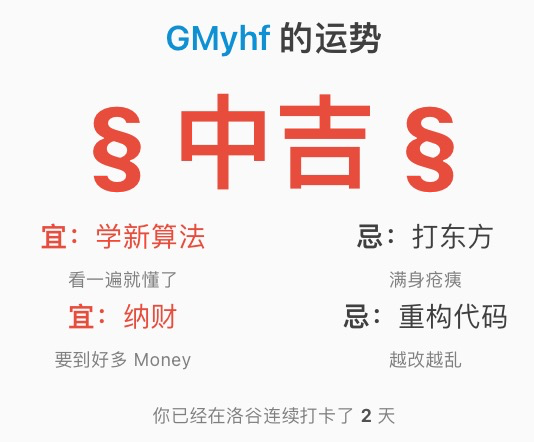 GMyhf 的运势
§ 中吉 §
宜：学新算法 忌：打东方
看一遍就懂了 满身疮痍
宜：纳财 忌：重构代码
要到好多 Money 越改越乱
你已经在洛谷连续打卡了 2 天